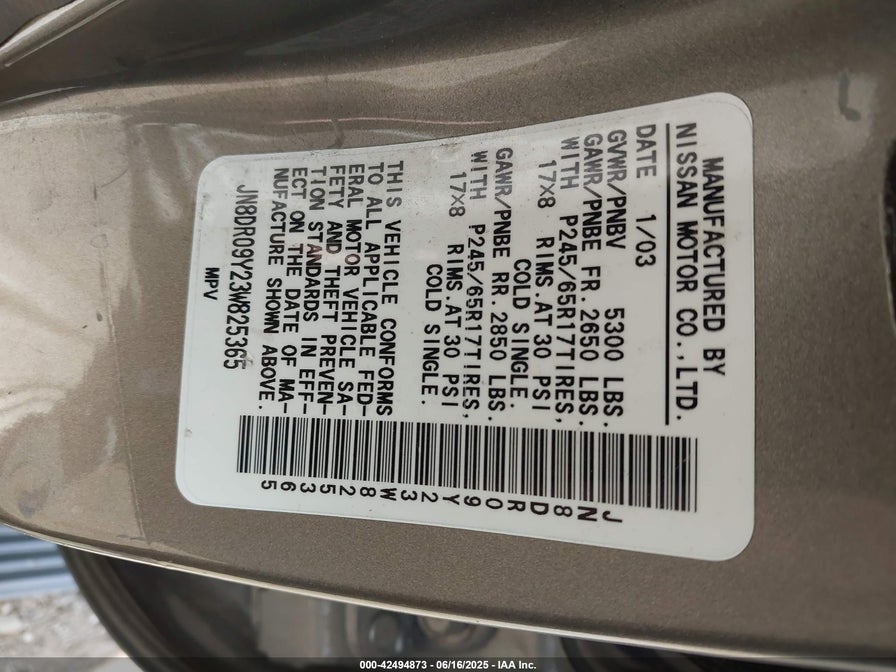 MANUFACTURED BY
NISSAN MOTOR CO.,LTD.
DATE 1/03
GVWR/PNBV 5300 LBS.
GAWR/PNBE FR.2650 LBS.
WITH P245/65R17TIRES,
17X8 RIMS.AT 30 PSI
COLD SINGLE.
GAWR/PNBE RR.2850 LBS.
WITH P245/65R17TIRES,
17X8 RIMS.AT 30 PSI
COLD SINGLE.
THIS VEHICLE CONFORMS
TO ALL APPLICABLE FED-
ERAL MOTOR VEHICLE SA-
FETY AND THEFT PREVEN-
TION STANDARDS IN EFF-
ECT ON THE DATE OF MA-
NUFACTURE SHOWN ABOVE.
JN8DR09Y23W825365
MPV
JN8DR09Y23W825365
000-42494873 - 06/16/2025 - IAA Inc.